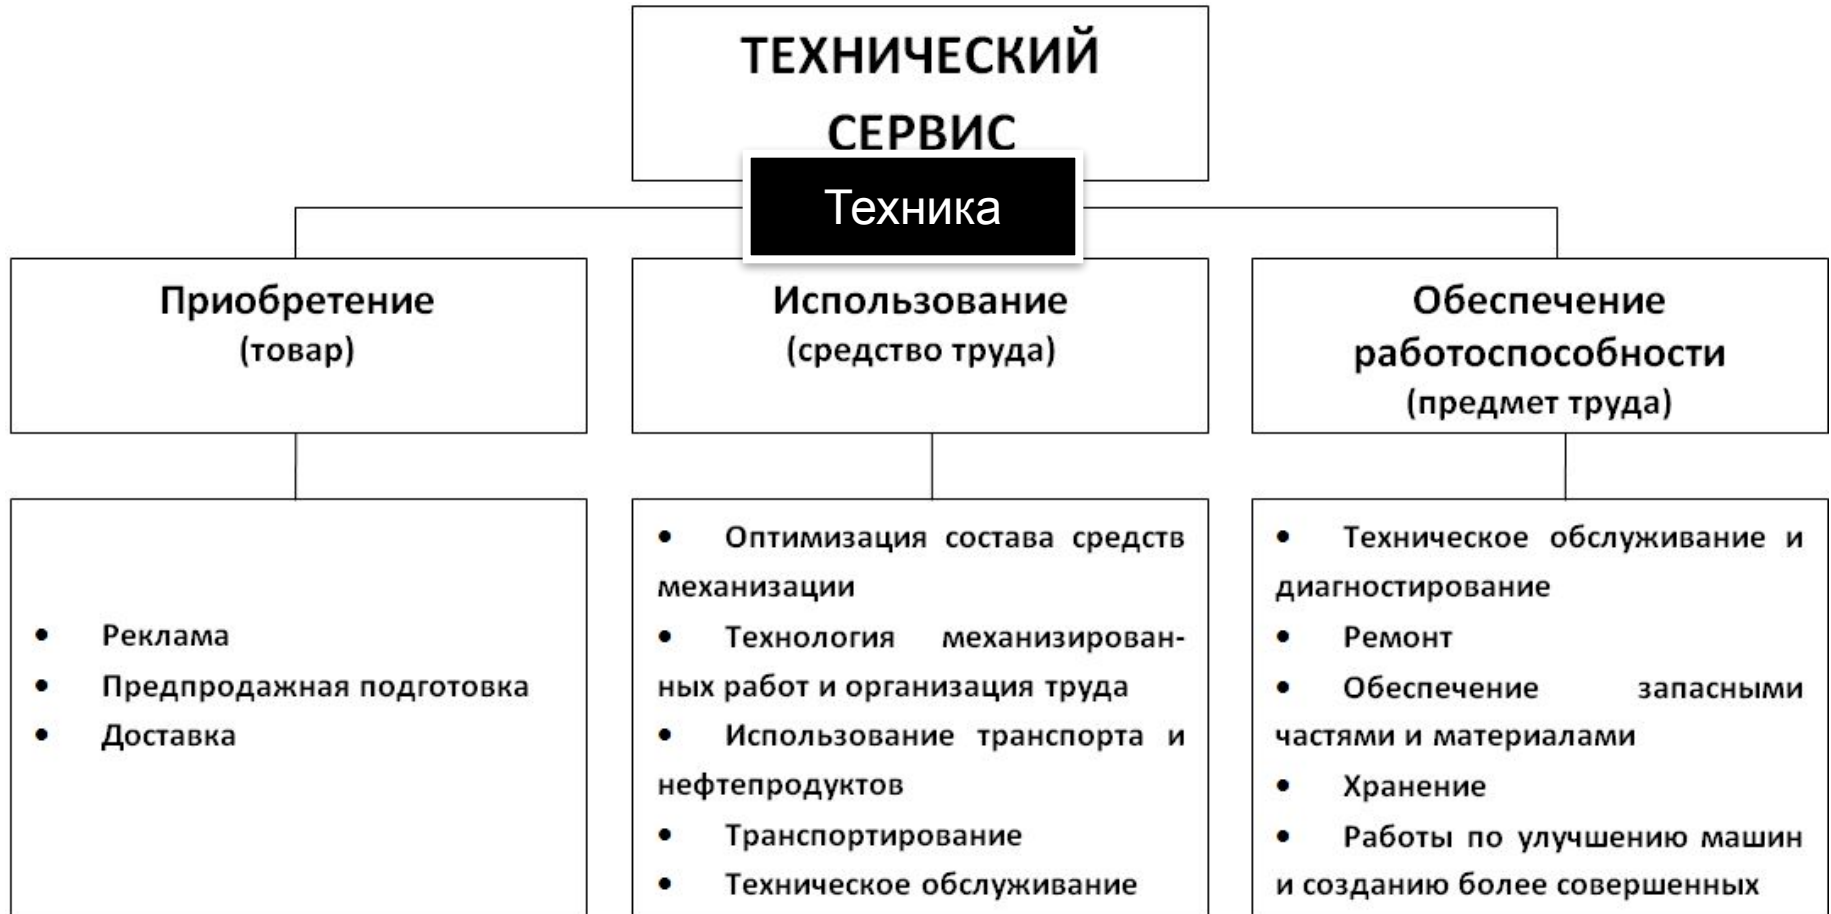 ТЕХНИЧЕСКИЙ
СЕРВИС
Техника
Приобретение
(товар)
• Реклама
• Предпродажная подготовка
• Доставка
Использование
(средство труда)
• Оптимизация состава средств
механизации
• Технология механизирован-
ных работ и организация труда
• Использование транспорта и
нефтепродуктов
• Транспортирование
• Техническое обслуживание
Обеспечение
работоспособности
(предмет труда)
• Техническое обслуживание и
диагностирование
• Ремонт
• Обеспечение запасными
частями и материалами
• Хранение
• Работы по улучшению машин
и созданию более совершенных